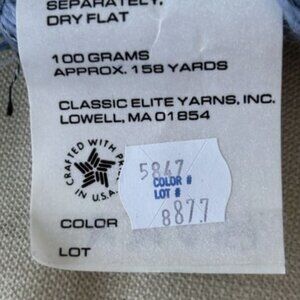 SEPARATELY.
DRY FLAT
100 GRAMS
APPROX. 158 YARDS
CLASSIC ELITE YARNS, INC.
LOWELL, MA 01854
CRAFTED WITH
IN U.S.A.
5847
COLOR #
LOT #
8877
COLOR
LOT